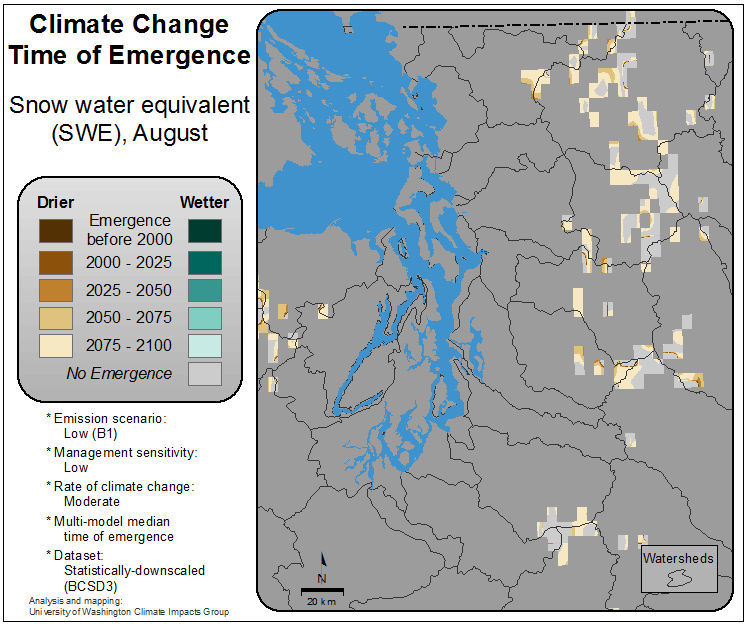 Climate Change
Time of Emergence
Snow water equivalent
(SWE), August
Drier Wetter
Emergence
before 2000
2000 - 2025
2025 - 2050
2050 - 2075
2075 - 2100
No Emergence
* Emission scenario:
Low (B1)
* Management sensitivity:
Low
* Rate of climate change:
Moderate
* Multi-model median
time of emergence
* Dataset:
Statistically-downscaled
(BCSD3)
Analysis and mapping:
University of Washington Climate Impacts Group
N
20 km
Watersheds